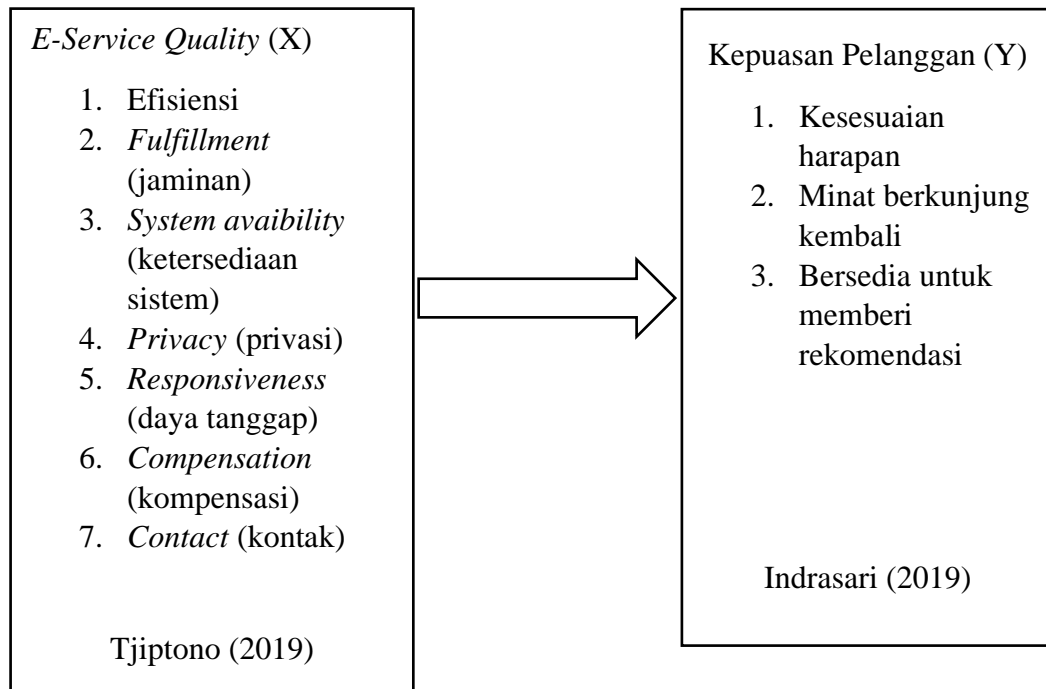 E-Service Quality (X)
1. Efisiensi
2. Fulfillment
(jaminan)
3. System avaibility
(ketersediaan
sistem)
4. Privacy (privasi)
5. Responsiveness
(daya tanggap)
6. Compensation
(kompensasi)
7. Contact (kontak)
Tjiptono (2019)
Kepuasan Pelanggan (Y)
1. Kesesuaian
harapan
2. Minat berkunjung
kembali
3. Bersedia untuk
memberi
rekomendasi
Indrasari (2019)